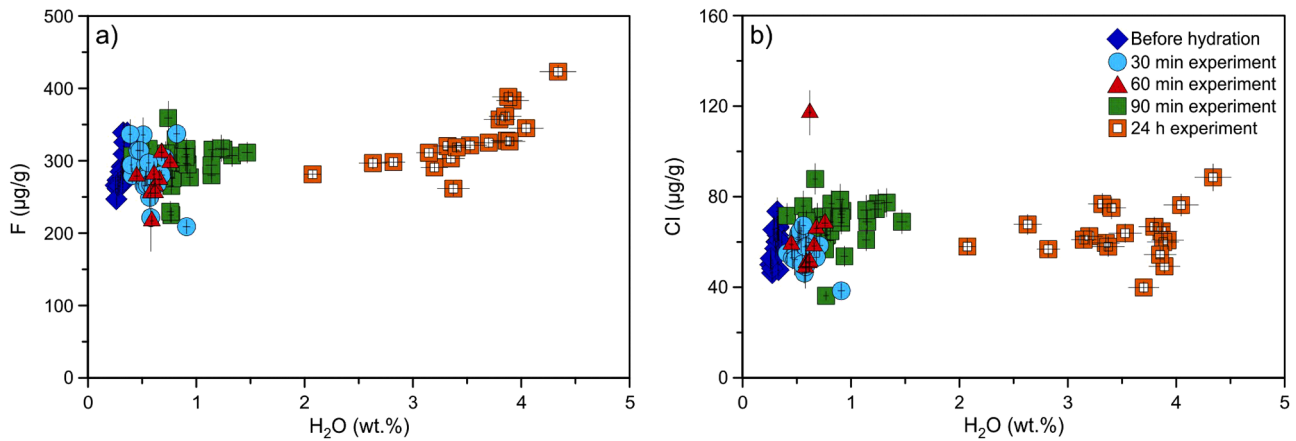 a)
500
400
300
200
100
0
F (µg/g)
0 1 2 3 4 5
H2O (wt.%)
b)
160
120
80
40
0
Cl (µg/g)
0 1 2 3 4 5
H2O (wt.%)
Before hydration
30 min experiment
60 min experiment
90 min experiment
24 h experiment